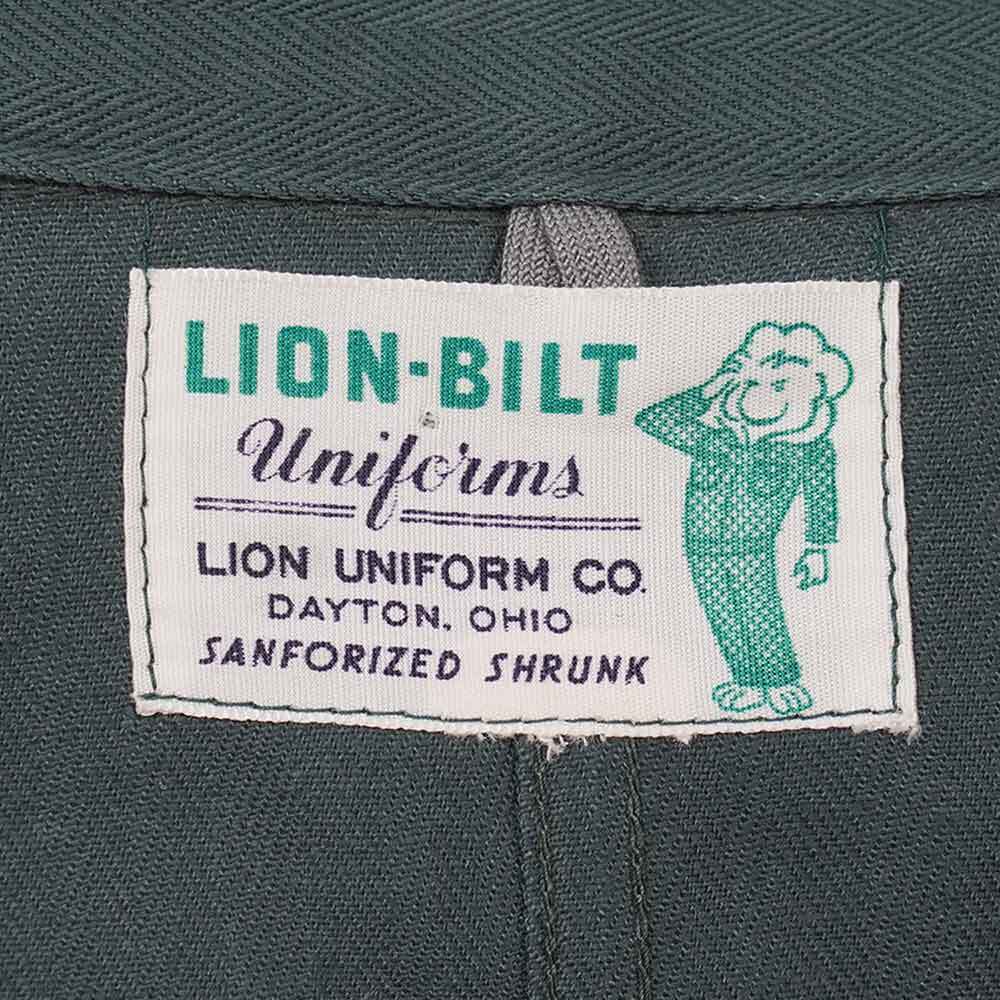 LION-BILT
Uniforms
LION UNIFORM CO.
DAYTON, OHIO
SANFORIZED SHRUNK